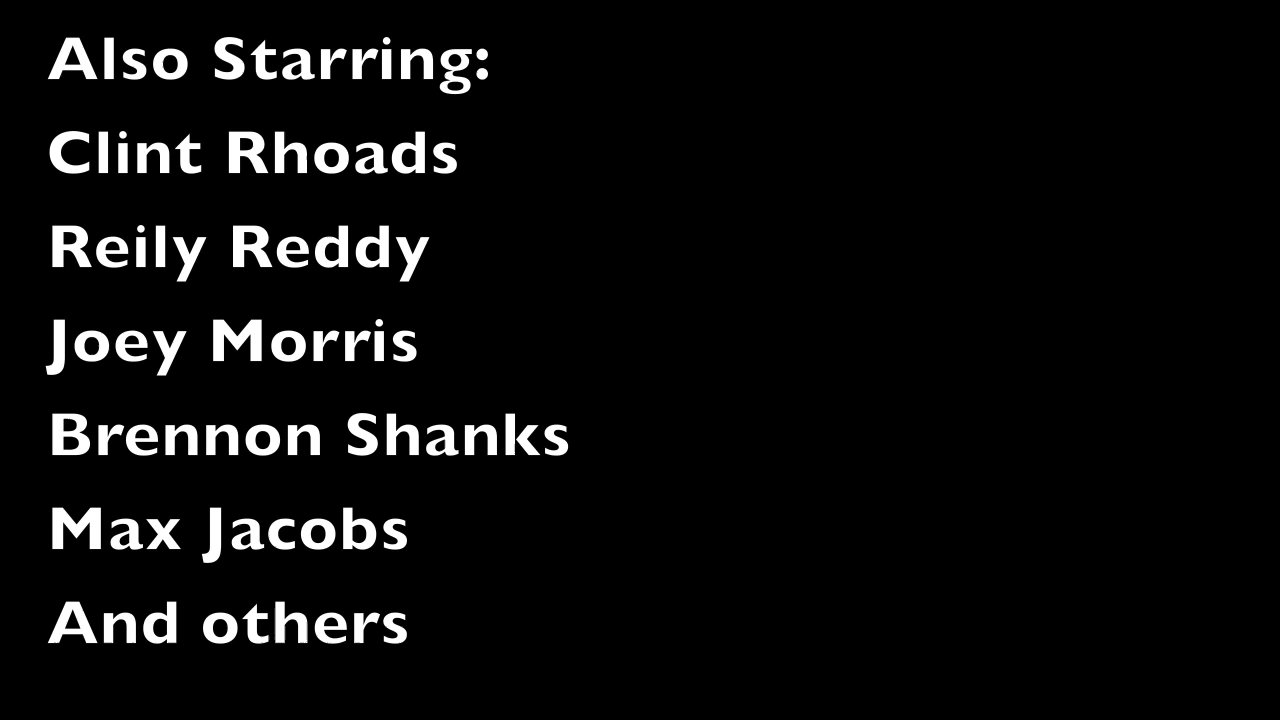 Also Starring:
Clint Rhoads
Reily Reddy
Joey Morris
Brennon Shanks
Max Jacobs
And others